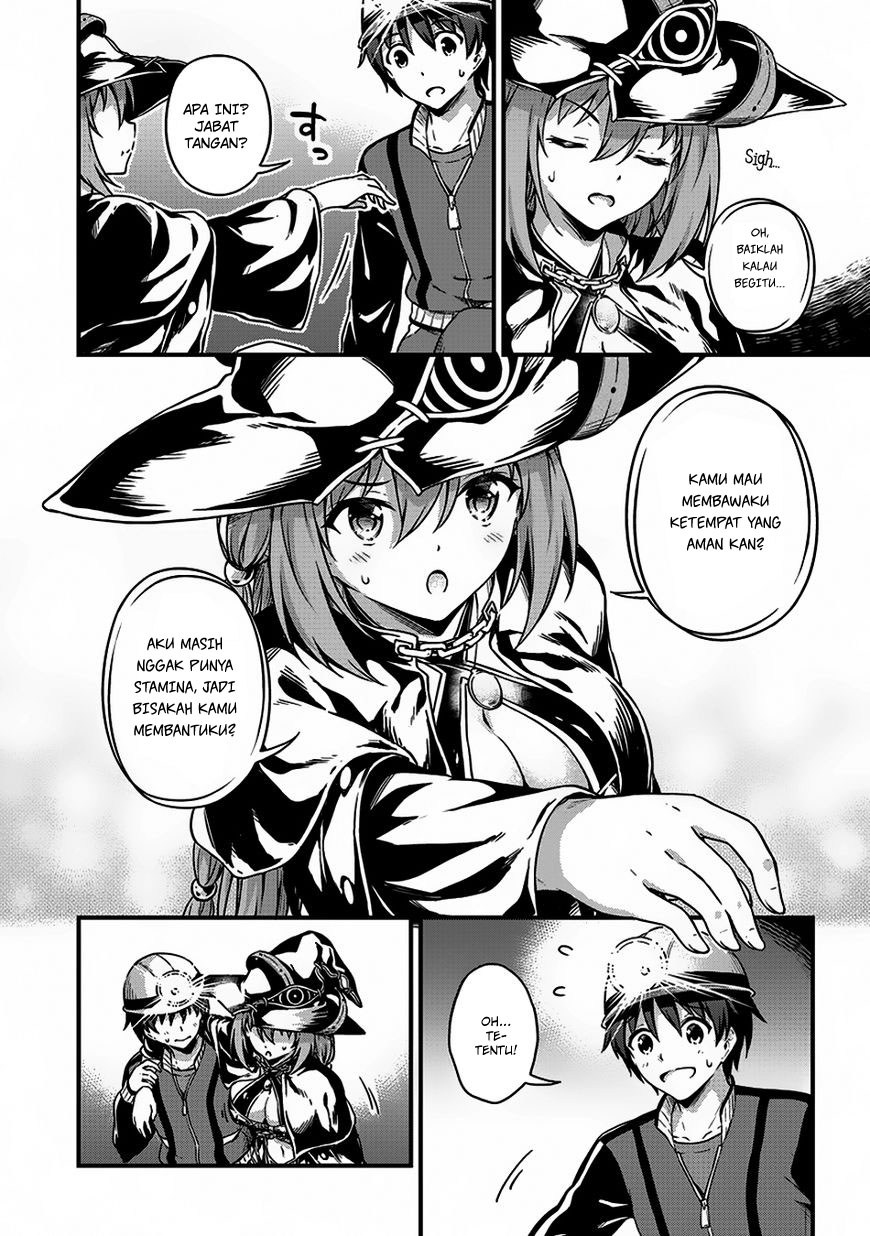 Sigh...
OH,
BAIKLAH
KALAU
BEGITU...
APA INI?
JABAT
TANGAN?
すっ
KAMU MAU
MEMBAWAKU
KETEMPAT YANG
AMAN KAN?
AKU MASIH
NGGAK PUNYA
STAMINA, JADI
BISAKAH KAMU
MEMBANTUKU?
OH...
TE-
TENTU!